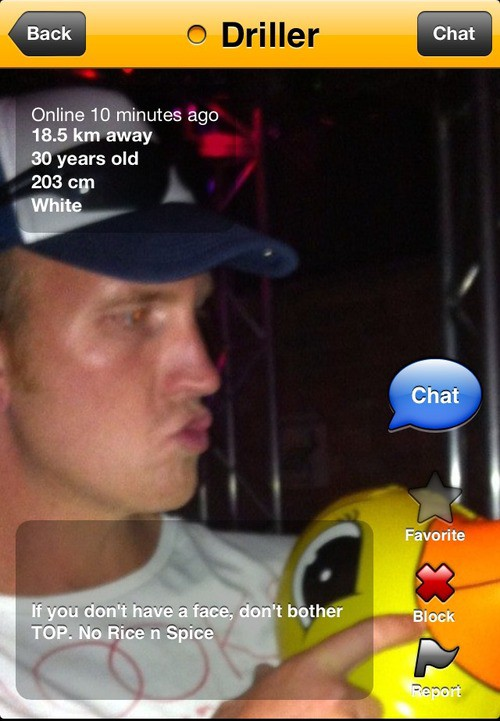 Back
Driller
Chat
Online 10 minutes ago
18.5 km away
30 years old
203 cm
White
Chat
Favorite
If you don't have a face, don't bother
TOP. No Rice n Spice
Block
Report